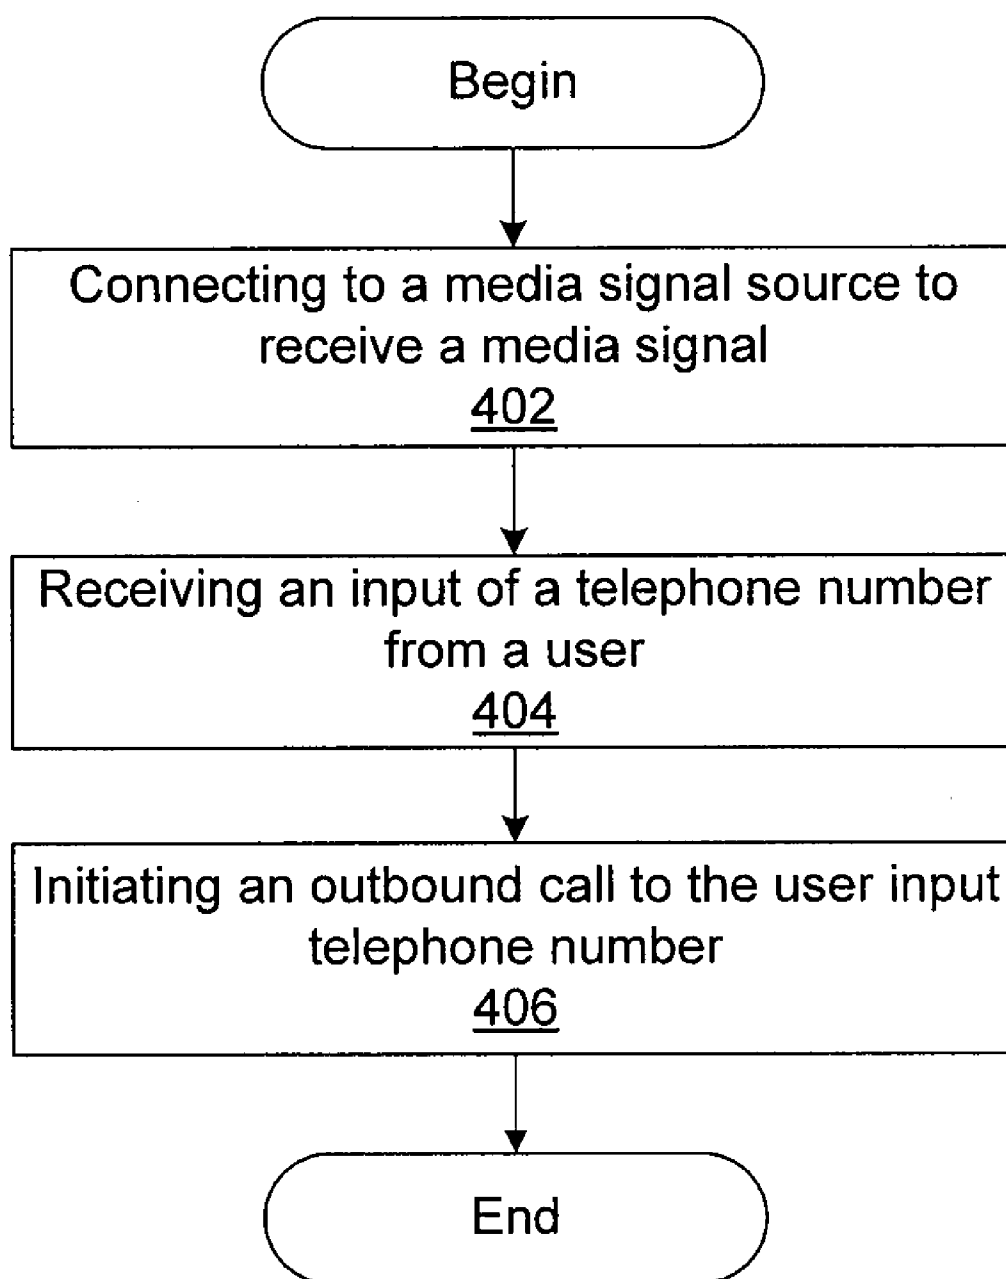 Begin
Connecting to a media signal source to
receive a media signal
402
Receiving an input of a telephone number
from a user
404
Initiating an outbound call to the user input
telephone number
406
End